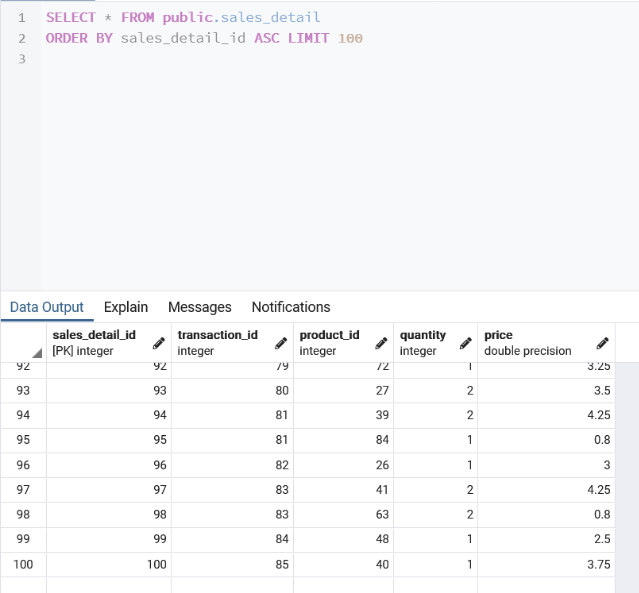 1 SELECT * FROM public.sales_detail
2 ORDER BY sales_detail_id ASC LIMIT 100
3
Data Output Explain Messages Notifications
sales_detail_id transaction_id product_id quantity price
[PK] integer integer integer integer double precision
92 92 79 72 1 3.25
93 93 80 27 2 3.5
94 94 81 39 2 4.25
95 95 81 84 1 0.8
96 96 82 26 1 3
97 97 83 41 2 4.25
98 98 83 63 2 0.8
99 99 84 48 1 2.5
100 100 85 40 1 3.75